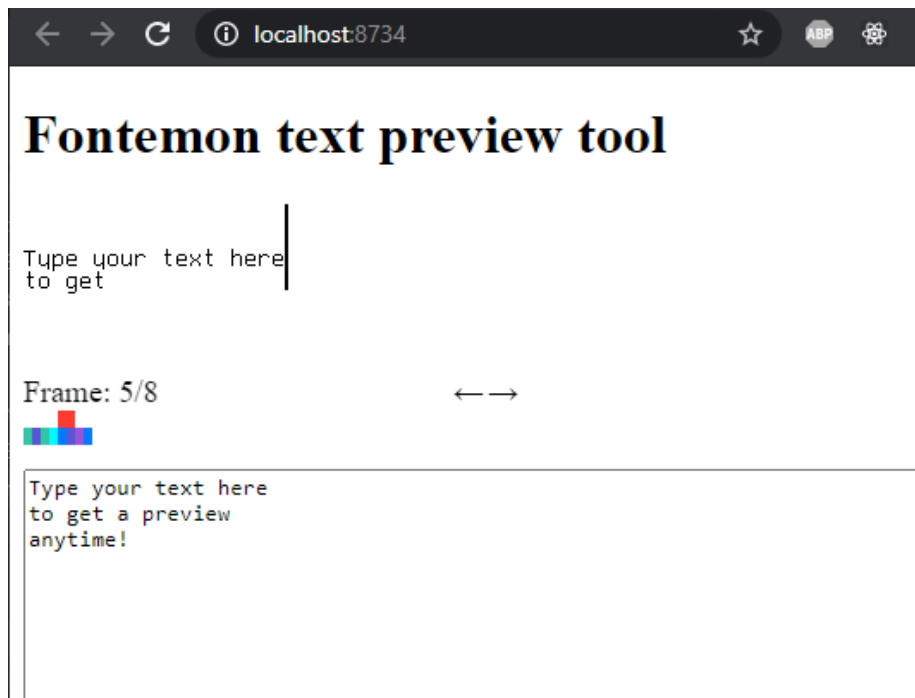 localhost:8734
ABP
Fontemon text preview tool
Type your text here
to get
Frame: 5/8 ←→
Type your text here
to get a preview
anytime!